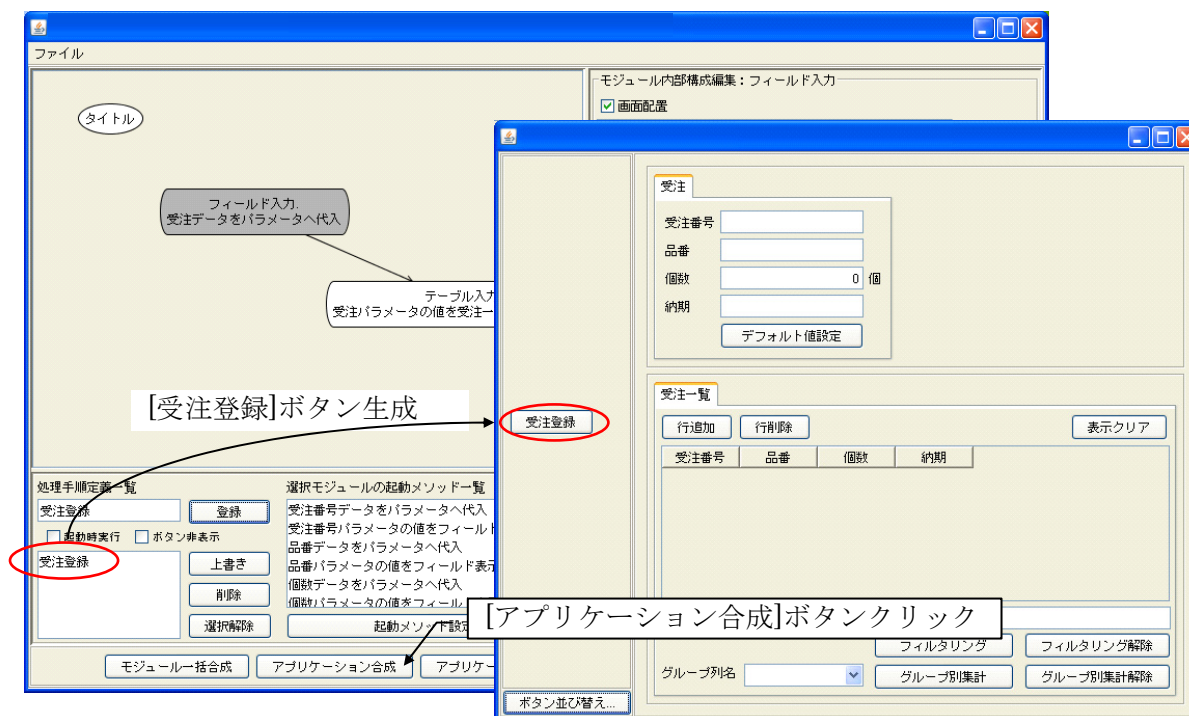 ファイル
タイトル
フィールド入力.
受注データをパラメータへ代入
テーブル入力
受注パラメータの値を受注一
モジュール内部構成編集：フィールド入力
画面配置
[受注登録]ボタン生成
処理手順定義一覧
受注登録
登録
起動時実行
ボタン非表示
受注登録
上書き
削除
選択解除
選択モジュールの起動メソッド一覧
受注番号データをパラメータへ代入
受注番号パラメータの値をフィールド
品番データをパラメータへ代入
品番パラメータの値をフィールド表示
個数データをパラメータへ代入
個数パラメータの値をフィール
起動メソッド設定
モジュール一括合成
アプリケーション合成
アプリケー
受注登録
ボタン並び替え...
受注
受注番号
品番
個数 0 個
納期
デフォルト値設定
受注一覧
行追加 行削除 表示クリア
受注番号 品番 個数 納期
[アプリケーション合成]ボタンクリック
フィルタリング フィルタリング解除
グループ列名 グループ別集計 グループ別集計解除